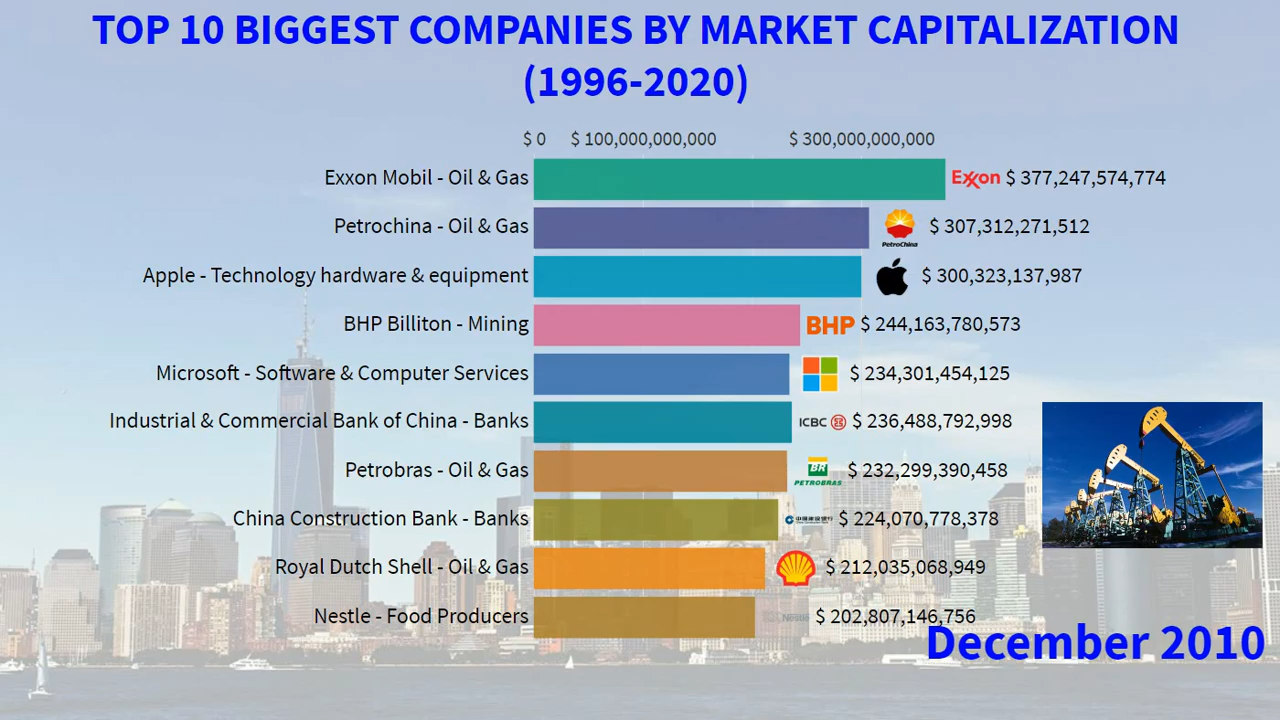 TOP 10 BIGGEST COMPANIES BY MARKET CAPITALIZATION
(1996-2020)
$ 0 $ 100,000,000,000 $ 300,000,000,000
Exxon Mobil - Oil & Gas Exxon $ 377,247,574,774
Petrochina - Oil & Gas PetroChina $ 307,312,271,512
Apple - Technology hardware & equipment $ 300,323,137,987
BHP Billiton - Mining BHP $ 244,163,780,573
Microsoft - Software & Computer Services $ 234,301,454,125
Industrial & Commercial Bank of China - Banks ICBC $ 236,488,792,998
Petrobras - Oil & Gas BR PETROBRAS $ 232,299,390,458
China Construction Bank - Banks $ 224,070,778,378
Royal Dutch Shell - Oil & Gas $ 212,035,068,949
Nestle - Food Producers Nestle $ 202,807,146,756
December 2010